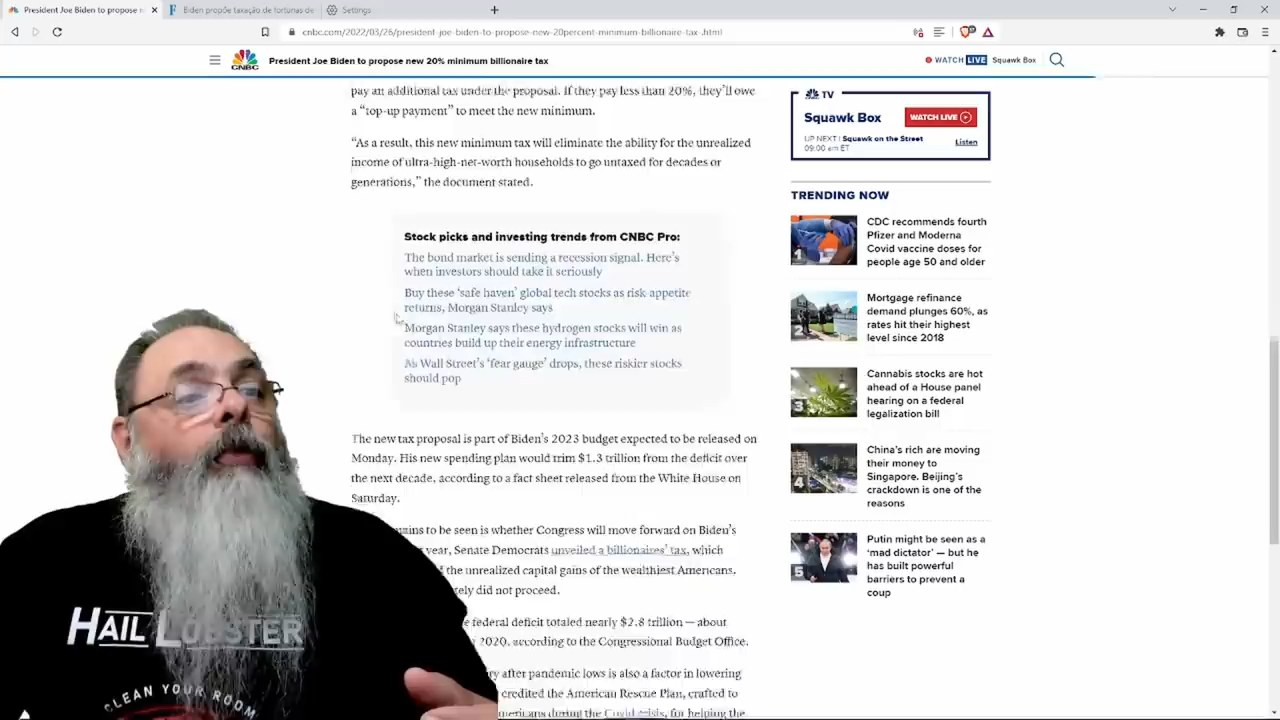 President Joe Biden to propose n
Biden propõe taxação de fortunas de
Settings
cnbc.com/2022/03/26/president-joe-biden-to-propose-new-20percent-minimum-billionaire-tax-.html
CNBC
President Joe Biden to propose new 20% minimum billionaire tax
WATCH LIVE Squawk Box
pay an additional tax under the proposal. If they pay less than 20%, they’ll owe
a “top-up payment” to meet the new minimum.
“As a result, this new minimum tax will eliminate the ability for the unrealized
income of ultra-high-net-worth households to go untaxed for decades or
generations,” the document stated.
Stock picks and investing trends from CNBC Pro:
The bond market is sending a recession signal. Here’s
when investors should take it seriously
Buy these ‘safe haven’ global tech stocks as risk-appetite
returns, Morgan Stanley says
Morgan Stanley says these hydrogen stocks will win as
countries build up their energy infrastructure
As Wall Street’s ‘fear gauge’ drops, these riskier stocks
should pop
The new tax proposal is part of Biden’s 2023 budget expected to be released on
Monday. His new spending plan would trim $1.3 trillion from the deficit over
the next decade, according to a fact sheet released from the White House on
Saturday.
to be seen is whether Congress will move forward on Biden’s
year, Senate Democrats unveiled a billionaires’ tax, which
of the unrealized capital gains of the wealthiest Americans.
did not proceed.
federal deficit totaled nearly $2.8 trillion — about
2020, according to the Congressional Budget Office.
after pandemic lows is also a factor in lowering
credited the American Rescue Plan, crafted to
during the Covid crisis, for helping the
TV
Squawk Box
WATCH LIVE
UP NEXT | Squawk on the Street
09:00 am ET
Listen
TRENDING NOW
1
CDC recommends fourth
Pfizer and Moderna
Covid vaccine doses for
people age 50 and older
2
Mortgage refinance
demand plunges 60%, as
rates hit their highest
level since 2018
3
Cannabis stocks are hot
ahead of a House panel
hearing on a federal
legalization bill
4
China’s rich are moving
their money to
Singapore. Beijing’s
crackdown is one of the
reasons
5
Putin might be seen as a
‘mad dictator’ — but he
has built powerful
barriers to prevent a
coup
HAIL LOBSTER
CLEAN YOUR ROOM